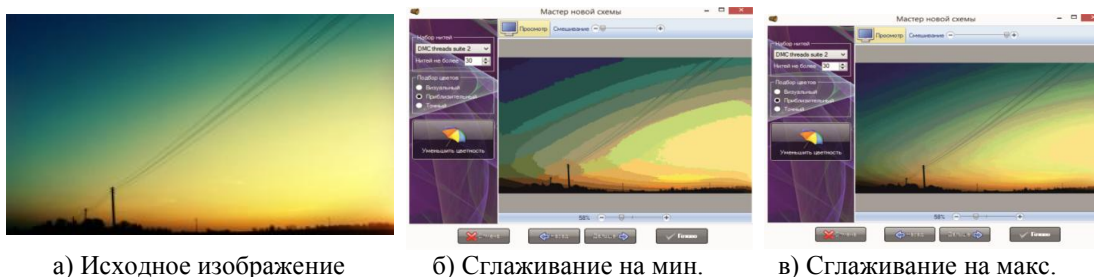 Мастер новой схемы
Просмотр Смешивание
Набор нитей
DMC threads suite 2
Нитей не более 30
Подбор цветов
Визуальный
Приблизительный
Точный
Уменьшить цветность
58%
Готово
Мастер новой схемы
Просмотр Смешивание
Набор нитей
DMC threads suite 2
Нитей не более 30
Подбор цветов
Визуальный
Приблизительный
Точный
Уменьшить цветность
58%
Готово
а) Исходное изображение
б) Сглаживание на мин.
в) Сглаживание на макс.